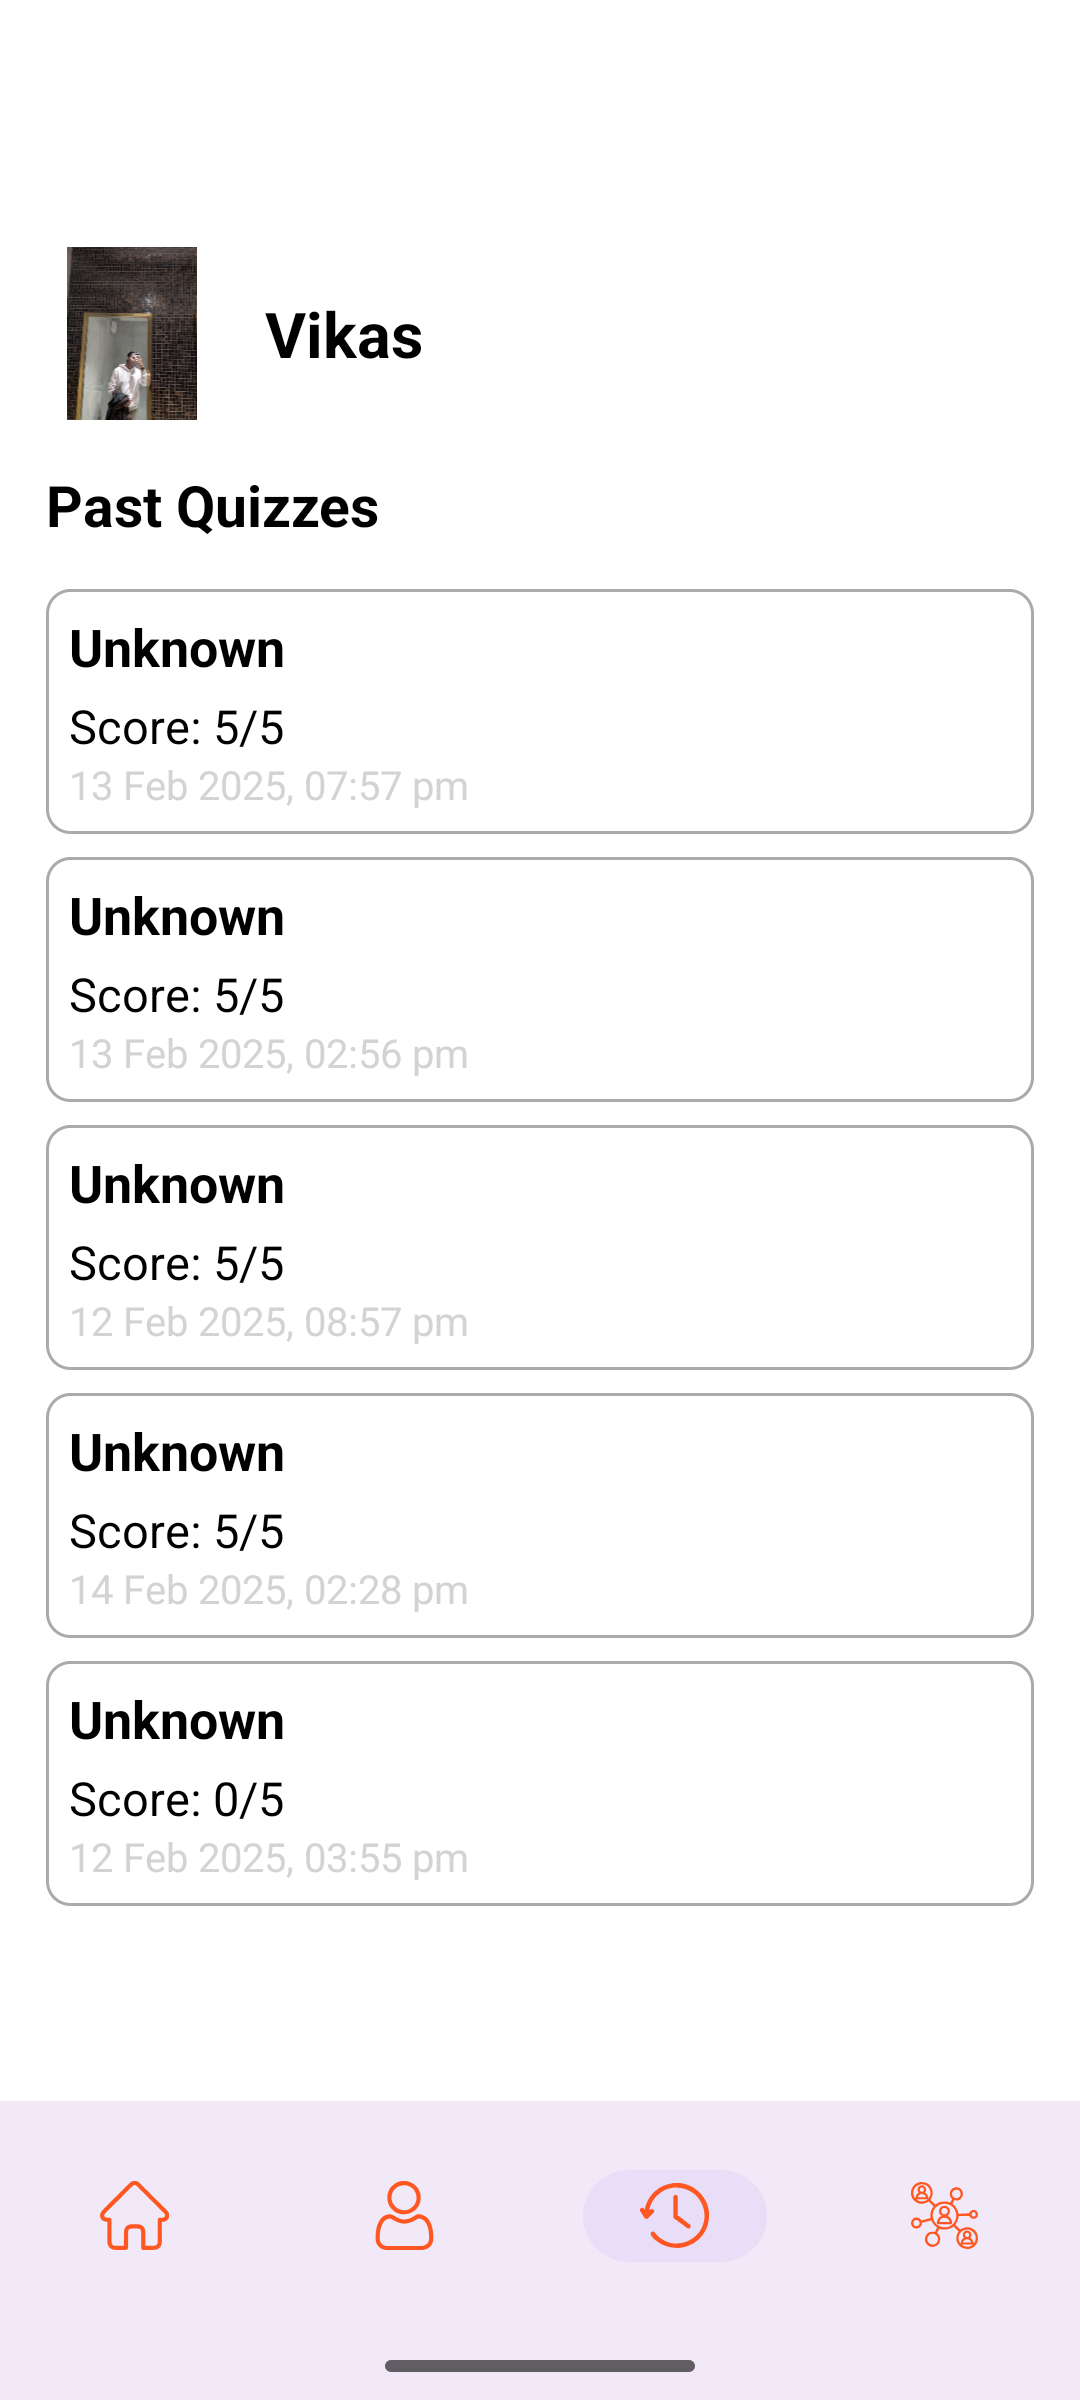 Vikas
Past Quizzes
Unknown
Score: 5/5
13 Feb 2025, 07:57 pm
Unknown
Score: 5/5
13 Feb 2025, 02:56 pm
Unknown
Score: 5/5
12 Feb 2025, 08:57 pm
Unknown
Score: 5/5
14 Feb 2025, 02:28 pm
Unknown
Score: 0/5
12 Feb 2025, 03:55 pm